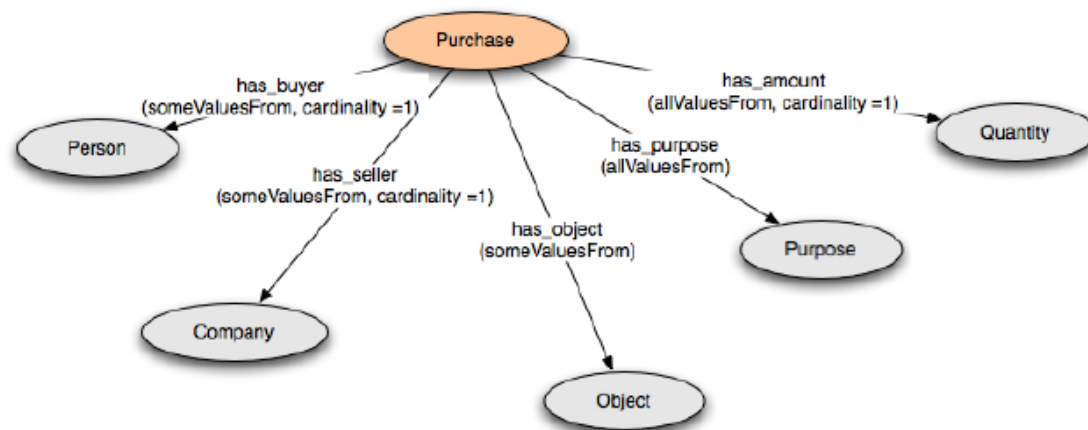 Purchase
has_buyer
(someValuesFrom, cardinality =1)
has_amount
(allValuesFrom, cardinality =1)
Person
Quantity
has_purpose
(allValuesFrom)
has_seller
(someValuesFrom, cardinality =1)
has_object
(someValuesFrom)
Purpose
Company
Object